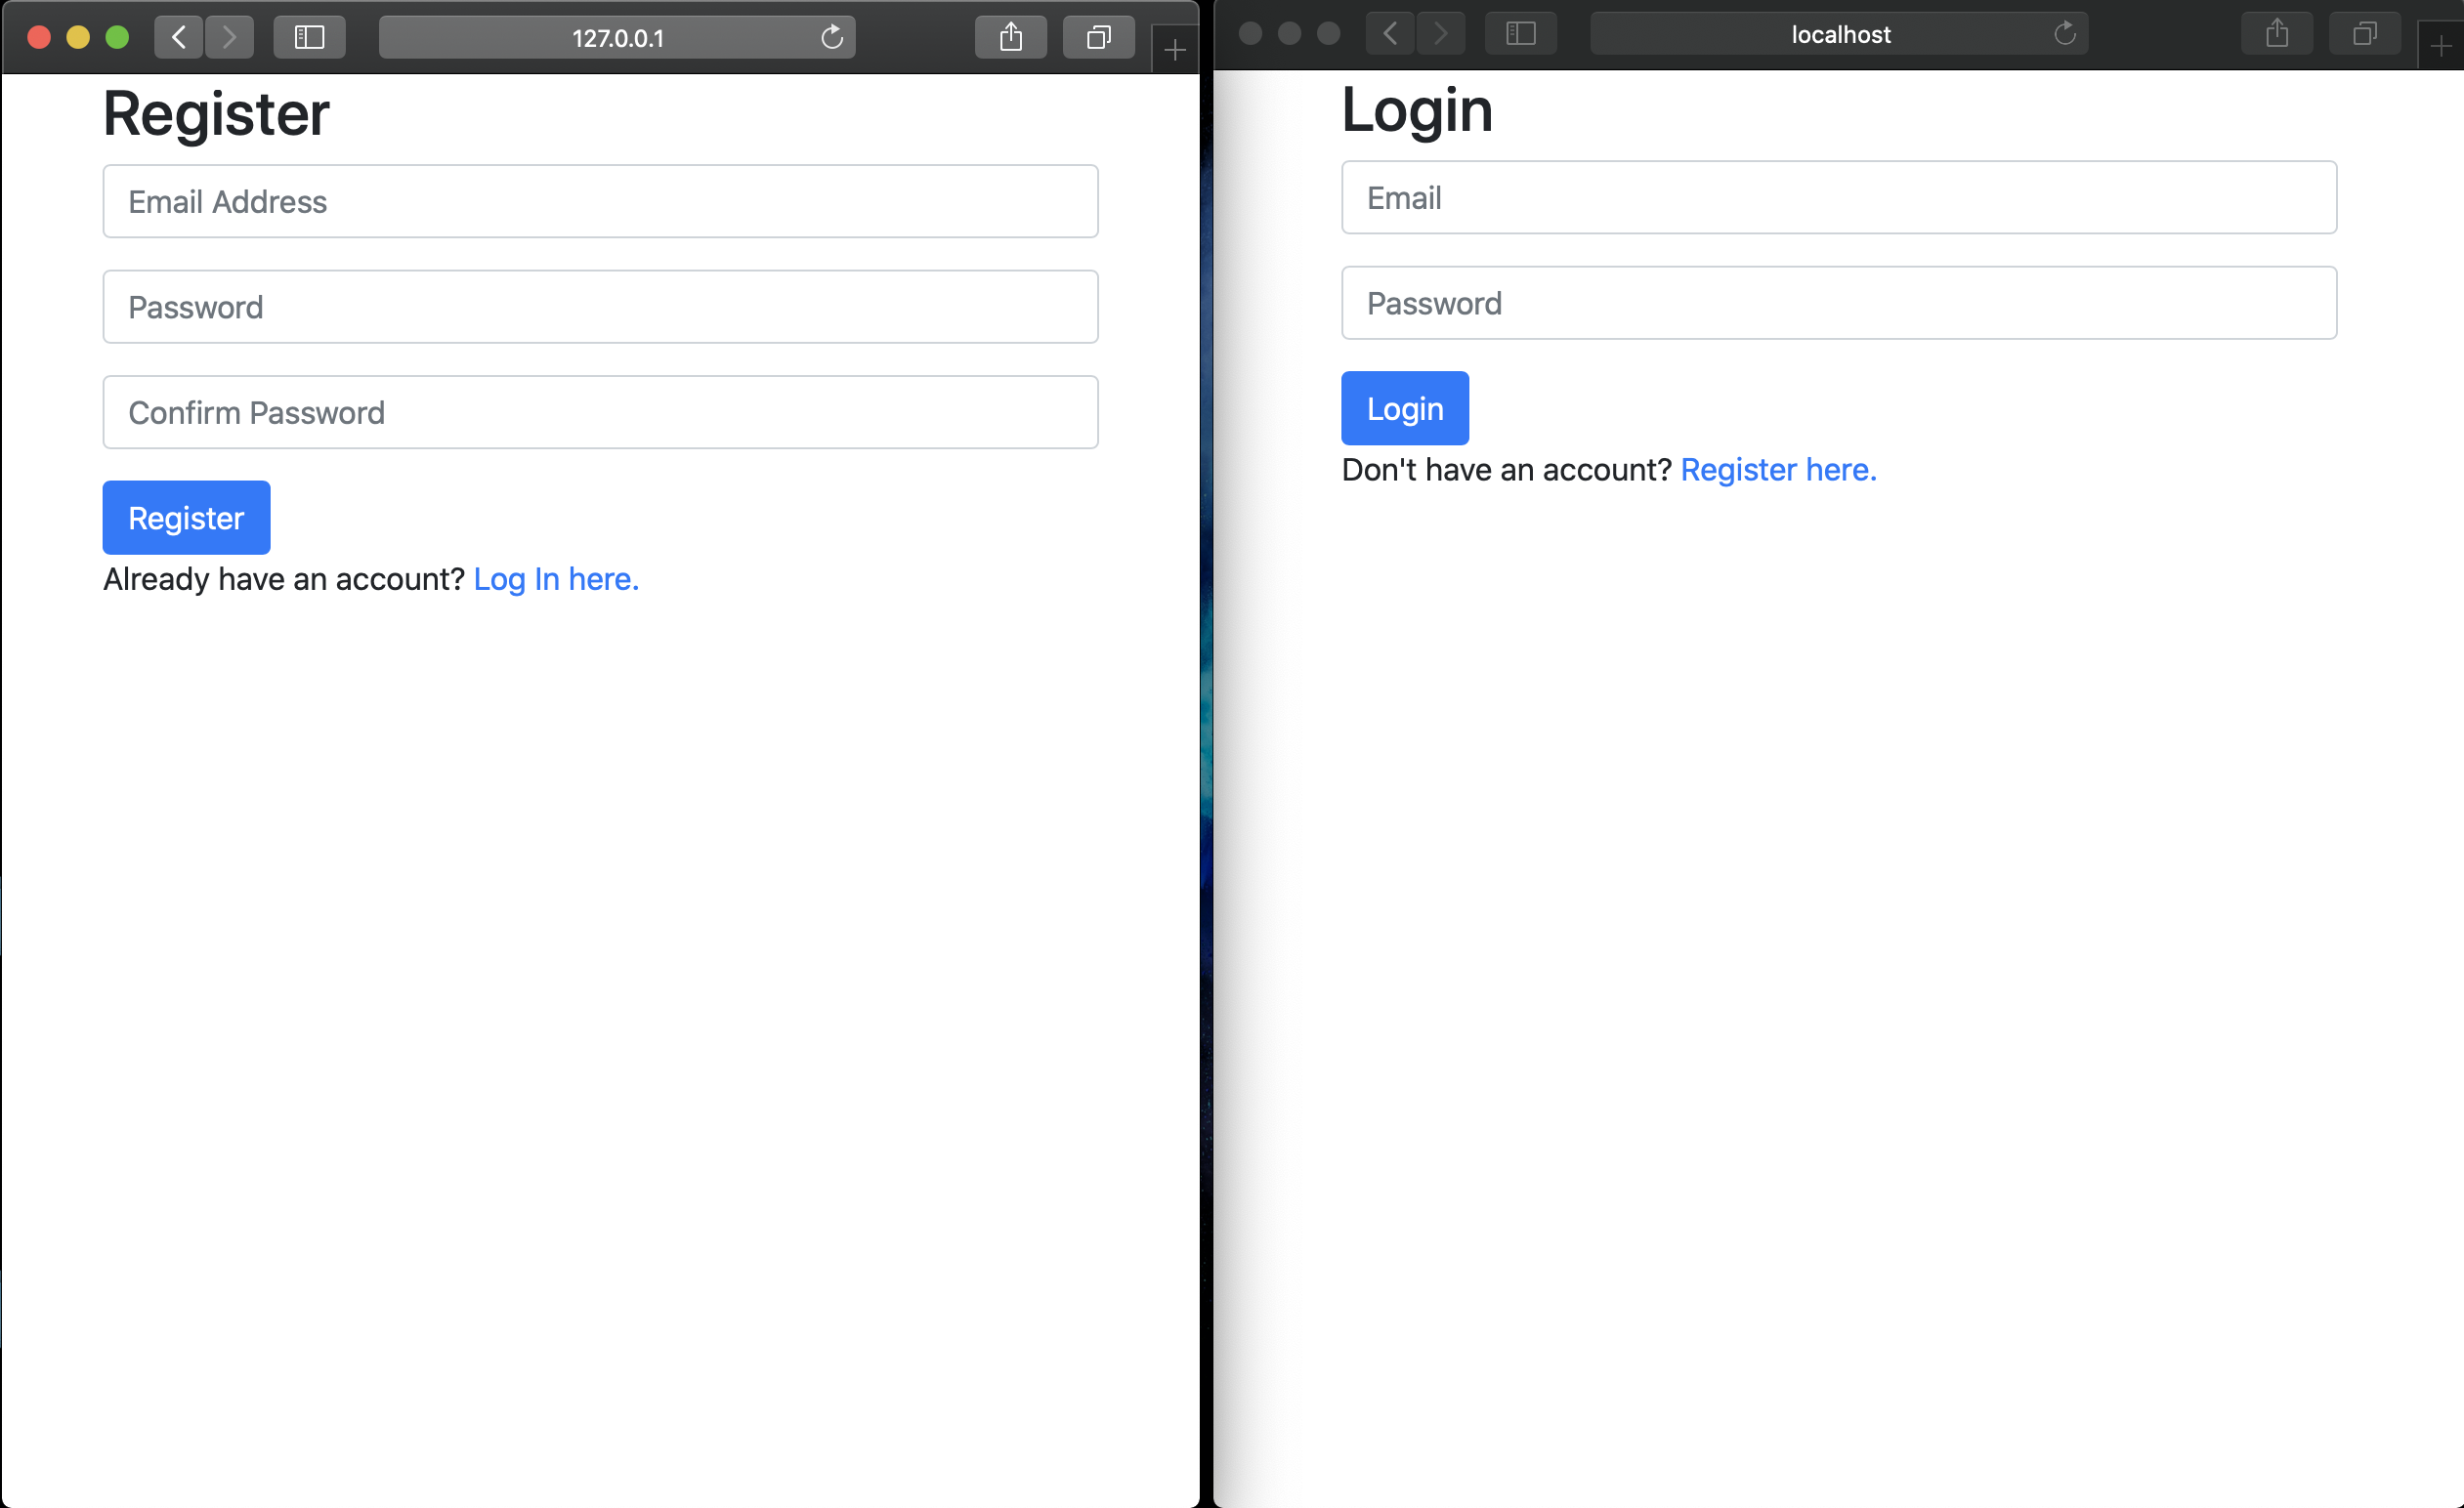 127.0.0.1
Register
Email Address
Password
Confirm Password
Register
Already have an account? Log In here.
localhost
Login
Email
Password
Login
Don't have an account? Register here.